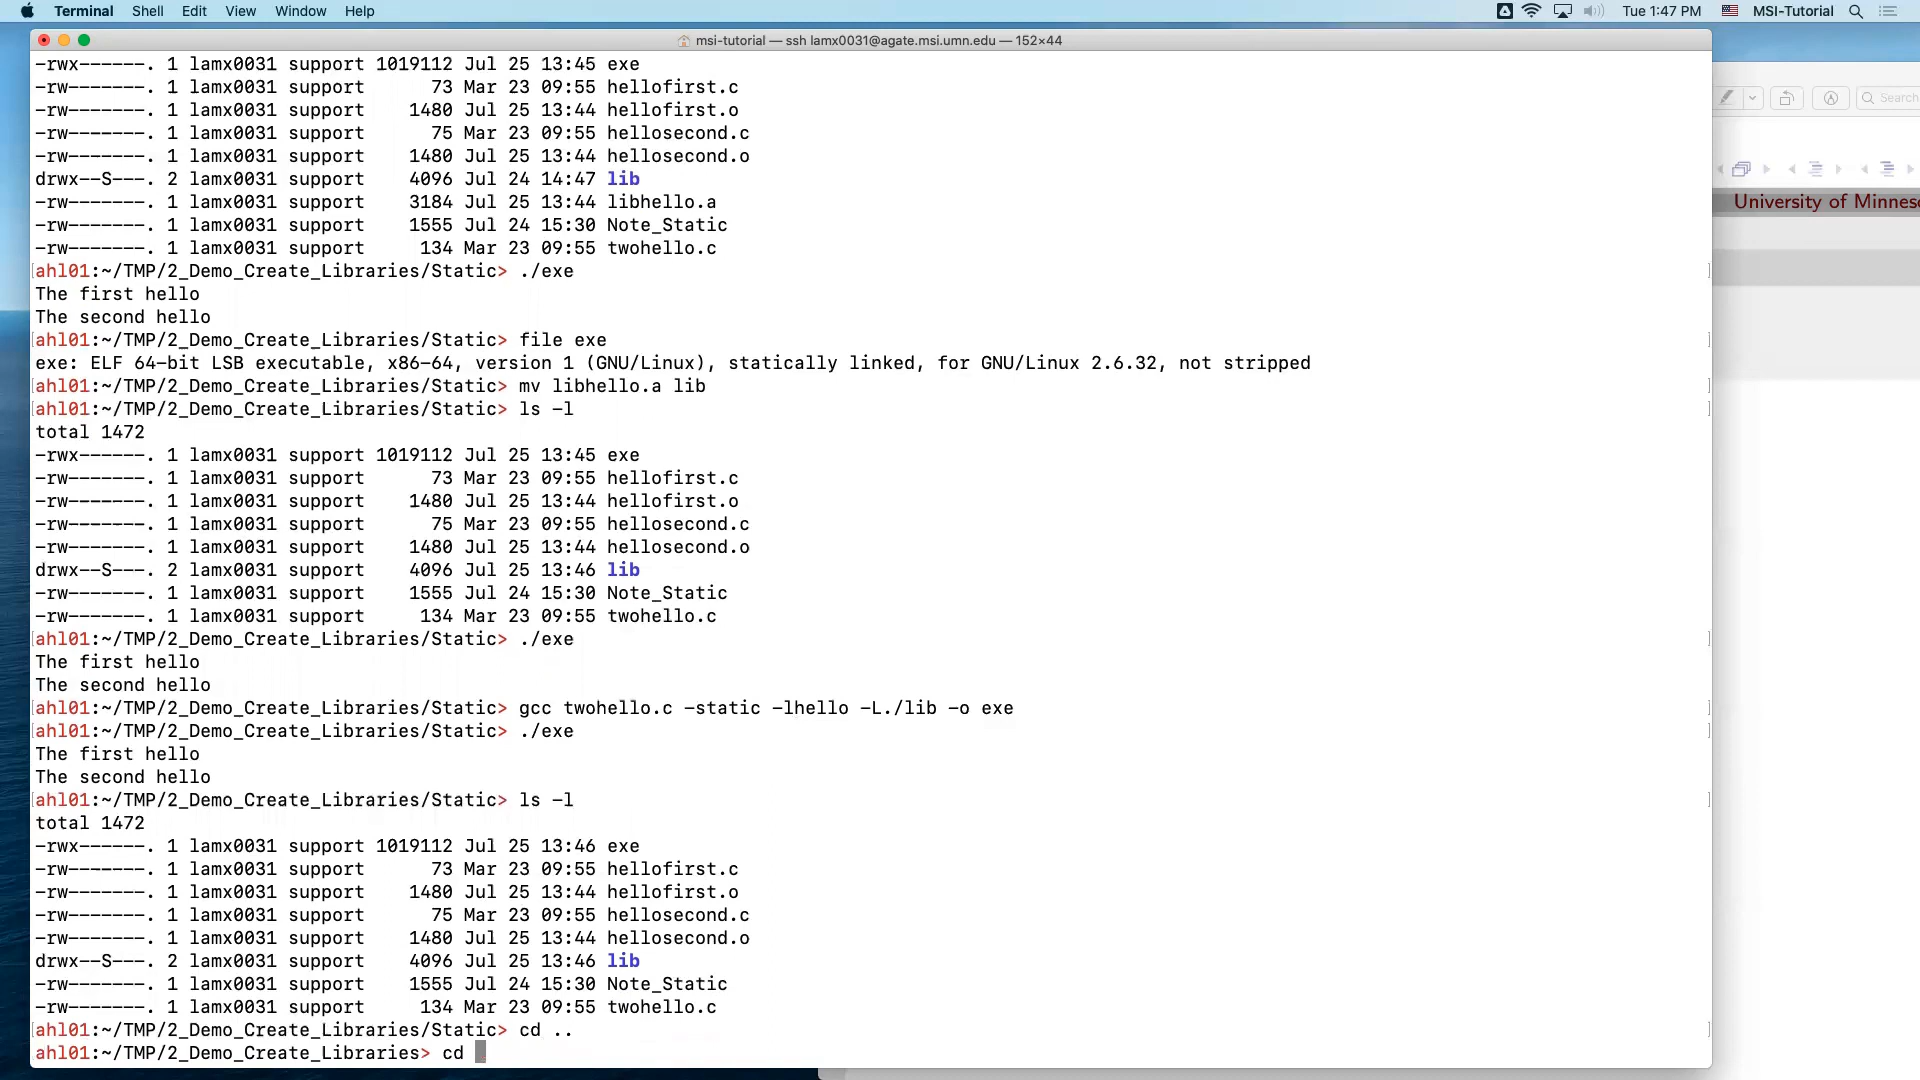 Terminal Shell Edit View Window Help Tue 1:47 PM MSI-Tutorial
msi-tutorial — ssh lamx0031@agate.msi.umn.edu — 152×44
-rwx------. 1 lamx0031 support 1019112 Jul 25 13:45 exe
-rw-------. 1 lamx0031 support 73 Mar 23 09:55 hellofirst.c
-rw-------. 1 lamx0031 support 1480 Jul 25 13:44 hellofirst.o
-rw-------. 1 lamx0031 support 75 Mar 23 09:55 hellosecond.c
-rw-------. 1 lamx0031 support 1480 Jul 25 13:44 hellosecond.o
drwx--S---. 2 lamx0031 support 4096 Jul 24 14:47 lib
-rw-------. 1 lamx0031 support 3184 Jul 25 13:44 libhello.a
-rw-------. 1 lamx0031 support 1555 Jul 24 15:30 Note_Static
-rw-------. 1 lamx0031 support 134 Mar 23 09:55 twohello.c
[ahl01:~/TMP/2_Demo_Create_Libraries/Static> ./exe ]
The first hello
The second hello
[ahl01:~/TMP/2_Demo_Create_Libraries/Static> file exe ]
exe: ELF 64-bit LSB executable, x86-64, version 1 (GNU/Linux), statically linked, for GNU/Linux 2.6.32, not stripped
[ahl01:~/TMP/2_Demo_Create_Libraries/Static> mv libhello.a lib ]
[ahl01:~/TMP/2_Demo_Create_Libraries/Static> ls -l ]
total 1472
-rwx------. 1 lamx0031 support 1019112 Jul 25 13:45 exe
-rw-------. 1 lamx0031 support 73 Mar 23 09:55 hellofirst.c
-rw-------. 1 lamx0031 support 1480 Jul 25 13:44 hellofirst.o
-rw-------. 1 lamx0031 support 75 Mar 23 09:55 hellosecond.c
-rw-------. 1 lamx0031 support 1480 Jul 25 13:44 hellosecond.o
drwx--S---. 2 lamx0031 support 4096 Jul 25 13:46 lib
-rw-------. 1 lamx0031 support 1555 Jul 24 15:30 Note_Static
-rw-------. 1 lamx0031 support 134 Mar 23 09:55 twohello.c
[ahl01:~/TMP/2_Demo_Create_Libraries/Static> ./exe ]
The first hello
The second hello
[ahl01:~/TMP/2_Demo_Create_Libraries/Static> gcc twohello.c -static -lhello -L./lib -o exe ]
[ahl01:~/TMP/2_Demo_Create_Libraries/Static> ./exe ]
The first hello
The second hello
[ahl01:~/TMP/2_Demo_Create_Libraries/Static> ls -l ]
total 1472
-rwx------. 1 lamx0031 support 1019112 Jul 25 13:46 exe
-rw-------. 1 lamx0031 support 73 Mar 23 09:55 hellofirst.c
-rw-------. 1 lamx0031 support 1480 Jul 25 13:44 hellofirst.o
-rw-------. 1 lamx0031 support 75 Mar 23 09:55 hellosecond.c
-rw-------. 1 lamx0031 support 1480 Jul 25 13:44 hellosecond.o
drwx--S---. 2 lamx0031 support 4096 Jul 25 13:46 lib
-rw-------. 1 lamx0031 support 1555 Jul 24 15:30 Note_Static
-rw-------. 1 lamx0031 support 134 Mar 23 09:55 twohello.c
[ahl01:~/TMP/2_Demo_Create_Libraries/Static> cd .. ]
ahl01:~/TMP/2_Demo_Create_Libraries> cd
Search
University of Minneso